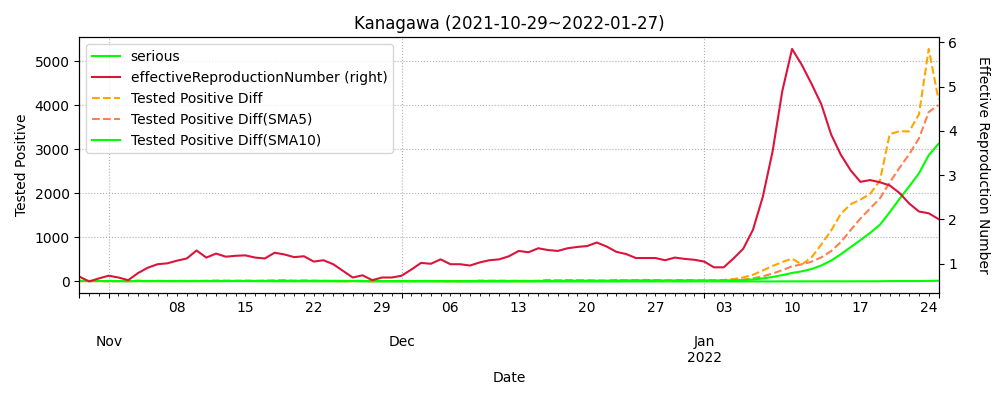 Kanagawa (2021-10-29~2022-01-27)
serious
effectiveReproductionNumber (right)
Tested Positive Diff
Tested Positive Diff(SMA5)
Tested Positive Diff(SMA10)
Tested Positive
5000
4000
3000
2000
1000
0
6
5
4
3
2
1
Effective Reproduction Number
08 15 22 29 06 13 20 27 03 10 17 24
Nov Dec Jan
2022
Date